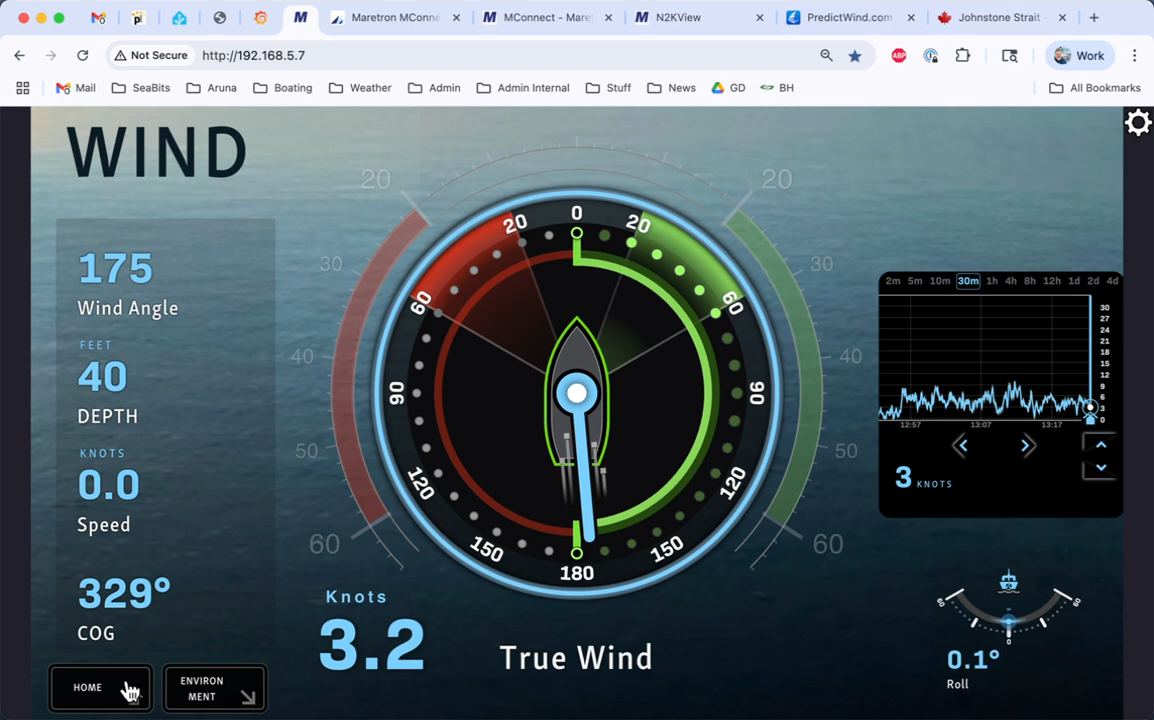 Maretron MConne
MConnect - Maret
N2KView
PredictWind.com
Johnstone Strait -
Not Secure
http://192.168.5.7
ABP
Work
Mail
SeaBits
Aruna
Boating
Weather
Admin
Admin Internal
Stuff
News
GD
BH
All Bookmarks
WIND
175
Wind Angle
FEET
40
DEPTH
KNOTS
0.0
Speed
329°
COG
HOME
ENVIRON
MENT
20
20
30
30
40
40
50
50
60
60
0
20
20
60
60
90
90
120
120
150
150
180
Knots
3.2
True Wind
2m 5m 10m 30m 1h 4h 8h 12h 1d 2d 4d
30
27
24
21
18
15
12
9
6
3
0
12:57 13:07 13:17
3 KNOTS
60 60
0
0.1°
Roll